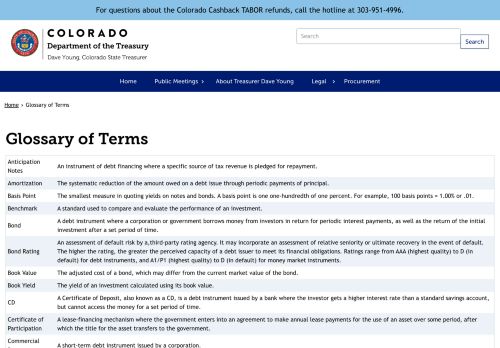 For questions about the Colorado Cashback TABOR refunds, call the hotline at 303-951-4996.
COLORADO
Department of the Treasury
Dave Young, Colorado State Treasurer
Search
Search
Home Public Meetings › About Treasurer Dave Young Legal › Procurement
Home › Glossary of Terms
Glossary of Terms
Anticipation
Notes
An instrument of debt financing where a specific source of tax revenue is pledged for repayment.
Amortization The systematic reduction of the amount owed on a debt issue through periodic payments of principal.
Basis Point The smallest measure in quoting yields on notes and bonds. A basis point is one one-hundredth of one percent. For example, 100 basis points = 1.00% or .01.
Benchmark A standard used to compare and evaluate the performance of an investment.
Bond
A debt instrument where a corporation or government borrows money from investors in return for periodic interest payments, as well as the return of the initial
investment after a set period of time.
Bond Rating
An assessment of default risk by a,third-party rating agency. It may incorporate an assessment of relative seniority or ultimate recovery in the event of default.
The higher the rating, the greater the perceived capacity of a debt issuer to meet its financial obligations. Ratings range from AAA (highest quality) to D (in
default) for debt instruments, and A1/P1 (highest quality) to D (in default) for money market instruments.
Book Value The adjusted cost of a bond, which may differ from the current market value of the bond.
Book Yield The yield of an investment calculated using its book value.
CD
A Certificate of Deposit, also known as a CD, is a debt instrument issued by a bank where the investor gets a higher interest rate than a standard savings account,
but cannot access the money for a set period of time.
Certificate of
Participation
A lease-financing mechanism where the government enters into an agreement to make annual lease payments for the use of an asset over some period, after
which the title for the asset transfers to the government.
Commercial
A short-term debt instrument issued by a corporation.